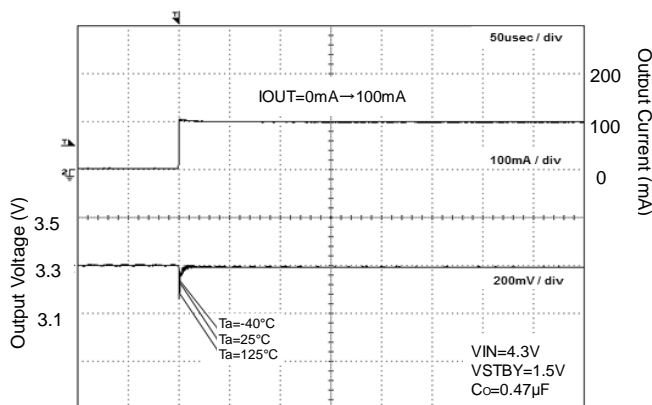 50usec / div
200
IOUT=0mA→100mA
100
100mA / div
0
Output Current (mA)
Output Voltage (V)
3.5
3.3
3.1
200mV / div
Ta=-40°C
Ta=25°C
Ta=125°C
VIN=4.3V
VSTBY=1.5V
Co=0.47μF